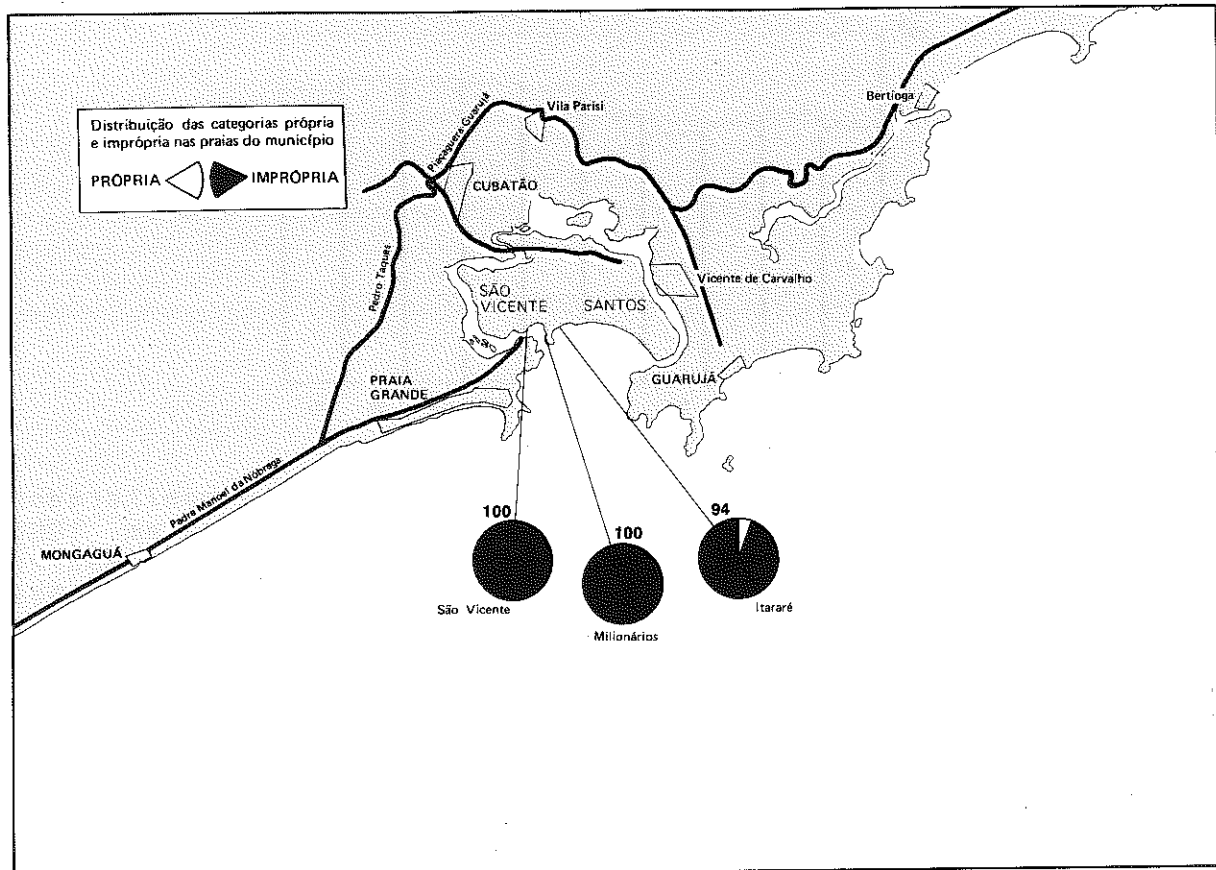 Distribuição das categorias própria
e imprópria nas praias do município
PRÓPRIA
IMPRÓPRIA
Bertioga
Vila Parisi
Piaçaguera Guarujá
CUBATÃO
Pedro Taques
Vicente de Carvalho
SÃO
VICENTE
SANTOS
PRAIA
GRANDE
GUARUJÁ
Padre Manoel da Nóbrega
MONGAGUÁ
100
São Vicente
100
Milionários
94
Itararé